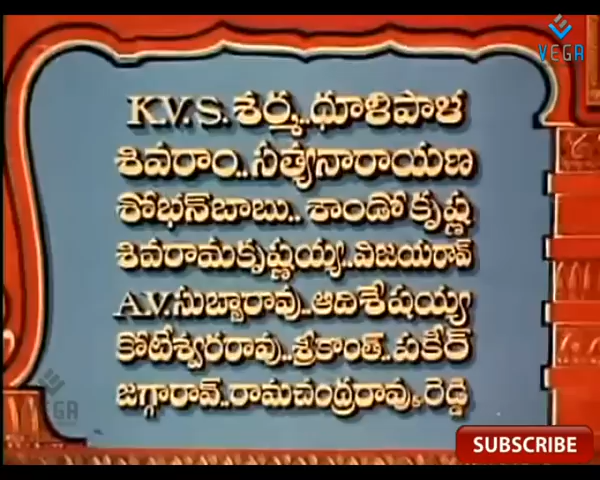 VEGA
K.V.S. శర్మ..ధూళిపాళ
శివరాం.. సత్యనారాయణ
శోభన్‌బాబు.. శాండో కృష్ణ
శివరామకృష్ణయ్య..విజయరావ్
A.V.సుబ్బారావు..ఆదిశేషయ్య
కోటేశ్వరరావు..శ్రీకాంత్..పకీర్
జగ్గారావ్..రామచంద్రరావు&రెడ్డి
VEGA
SUBSCRIBE